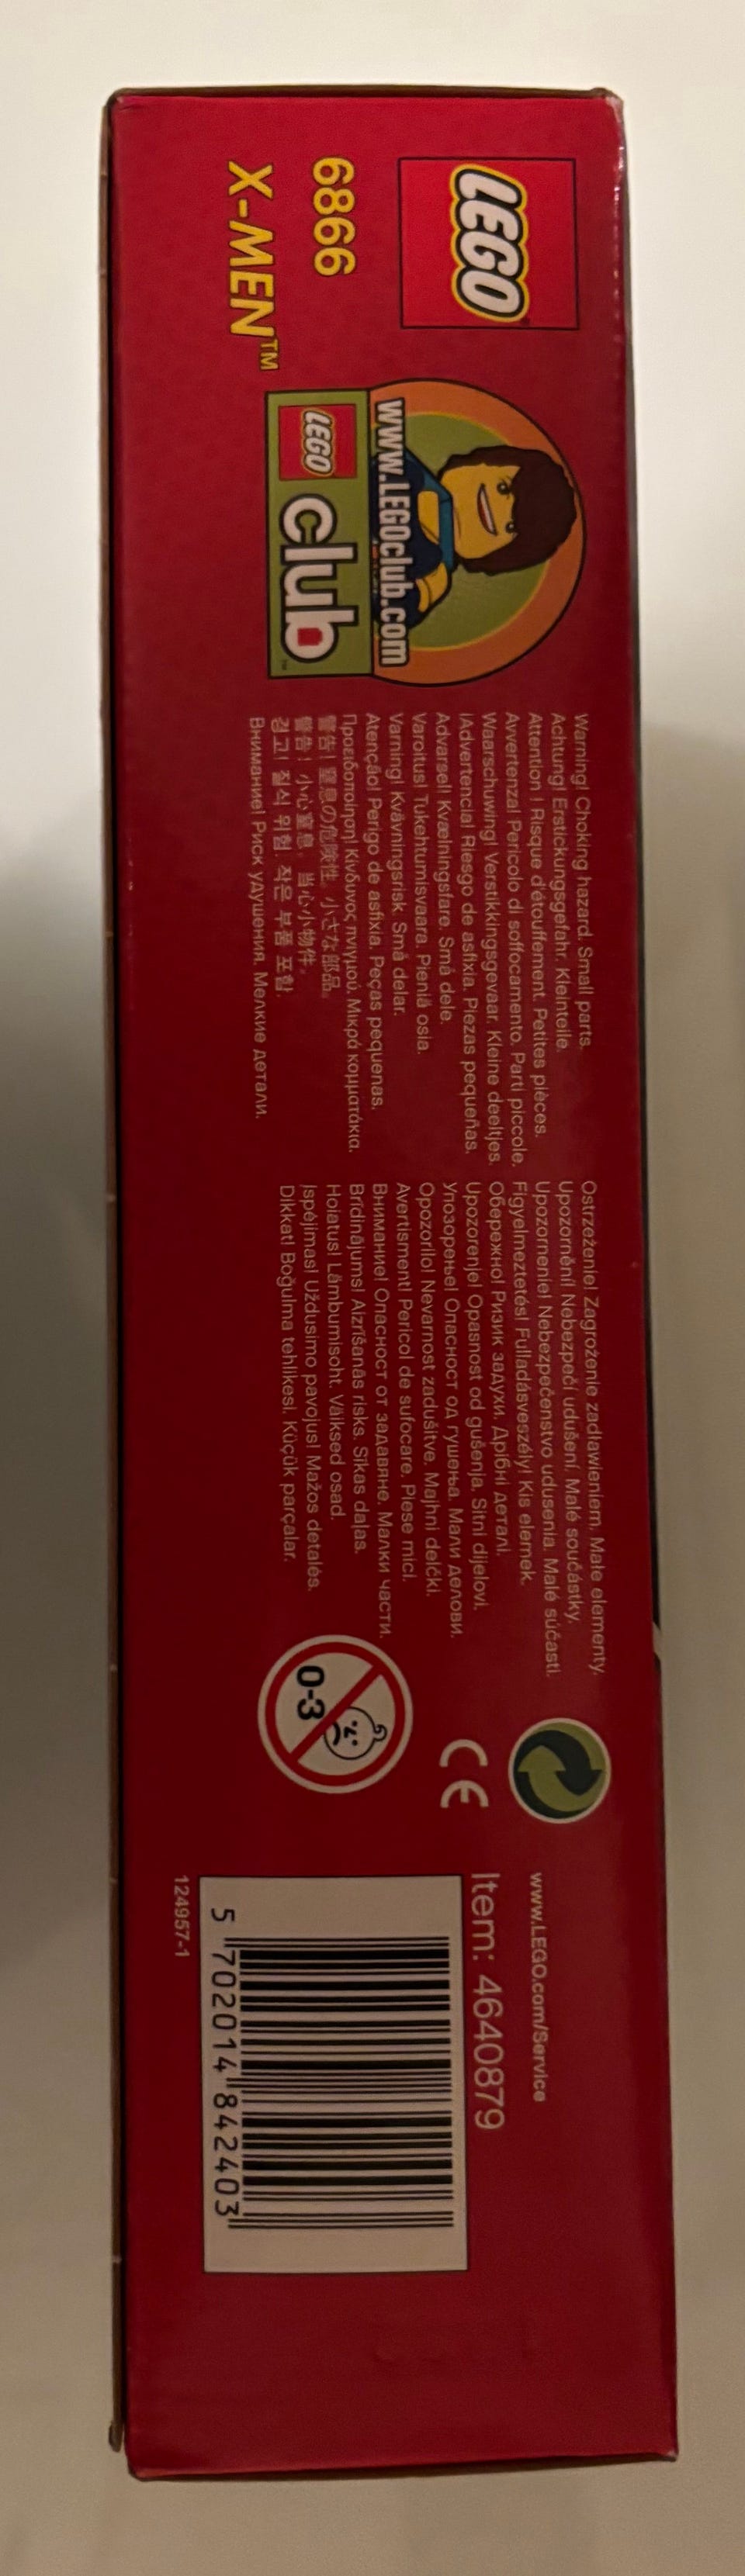 LEGO®
6866
X-MEN™
www.LEGOclub.com
LEGO club™
Warning! Choking hazard. Small parts.
Achtung! Erstickungsgefahr. Kleinteile.
Attention ! Risque d'étouffement. Petites pièces.
Avvertenza! Pericolo di soffocamento. Parti piccole.
Waarschuwing! Verstikkingsgevaar. Kleine deeltjes.
¡Advertencia! Riesgo de asfixia. Piezas pequeñas.
Advarsel! Kvælningsfare. Små dele.
Varoitus! Tukehtumisvaara. Pieniä osia.
Varning! Kvävningsrisk. Små delar.
Atenção! Perigo de asfixia. Peças pequenas.
Προειδοποίηση! Κίνδυνος πνιγμού. Μικρά κομματάκια.
警告! 窒息の危険性。小さな部品。
警告! 小心窒息。当心小物件。
경고! 질식 위험. 작은 부품 포함.
Внимание! Риск удушения. Мелкие детали.
Ostrzeżenie! Zagrożenie zadławieniem. Małe elementy.
Upozornění! Nebezpečí udušení. Malé součástky.
Upozornenie! Nebezpečenstvo udusenia. Malé súčasti.
Figyelmeztetés! Fulladásveszély! Kis elemek.
Обережно! Ризик задухи. Дрібні деталі.
Upozorenje! Opasnost od gušenja. Sitni dijelovi.
Упозорење! Опасност од гушења. Мали делови.
Opozorilo! Nevarnost zadušitve. Majhni delčki.
Avertisment! Pericol de sufocare. Piese mici.
Внимание! Опасност от задавяне. Малки части.
Brīdinājums! Aizrīšanās risks. Sīkas daļas.
Hoiatus! Lämbumisoht. Väiksed osad.
Įspėjimas! Uždusimo pavojus! Mažos detalės.
Dikkat! Boğulma tehlikesi. Küçük parçalar.
0-3
CE
www.LEGO.com/Service
Item: 4640879
5 702014 842403
124957-1